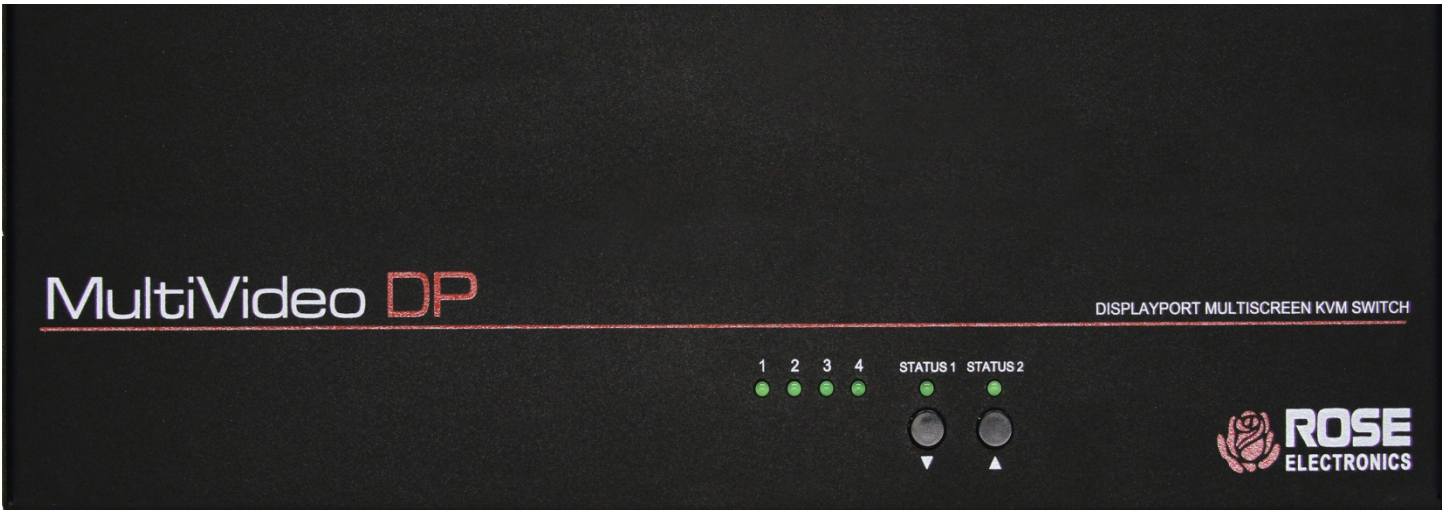 MultiVideo DP
DISPLAYPORT MULTISCREEN KVM SWITCH
1 2 3 4 STATUS 1 STATUS 2
ROSE
ELECTRONICS